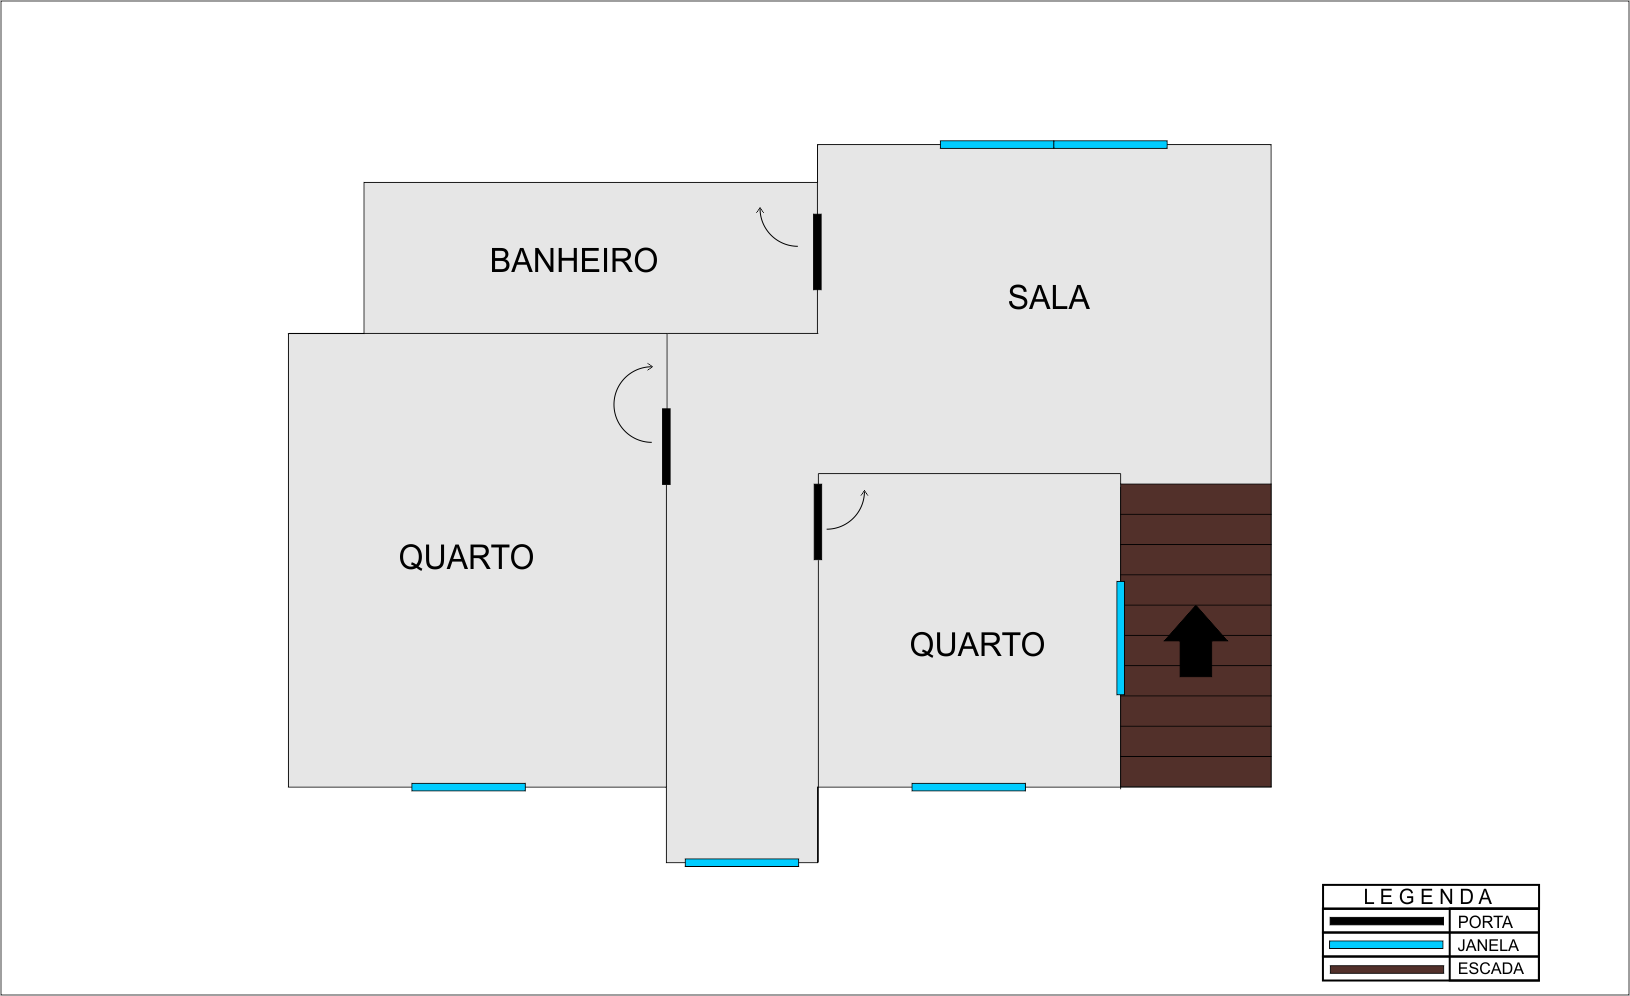 BANHEIRO
SALA
QUARTO
QUARTO
LEGENDA
PORTA
JANELA
ESCADA